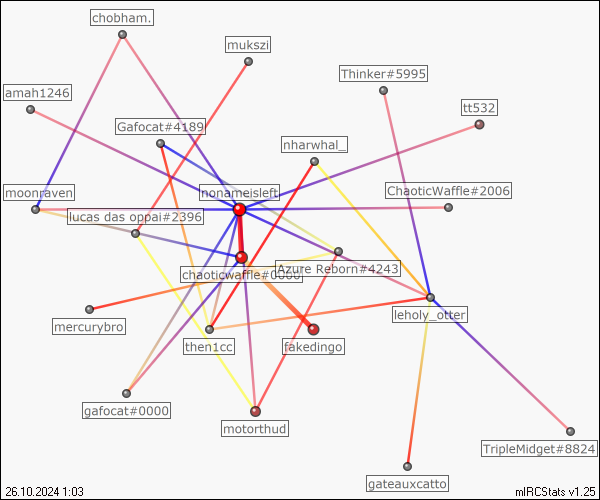 chobham.
mukszi
Thinker#5995
amah1246
tt532
Gafocat#4189
nharwhal_
moonraven
nonameisleft
ChaoticWaffle#2006
lucas das oppai#2396
chaoticwaffle#0000
Azure Reborn#4243
mercurybro
leholy_otter
then1cc
fakedingo
gafocat#0000
motorthud
TripleMidget#8824
gateauxcatto
26.10.2024 1:03
mIRCStats v1.25